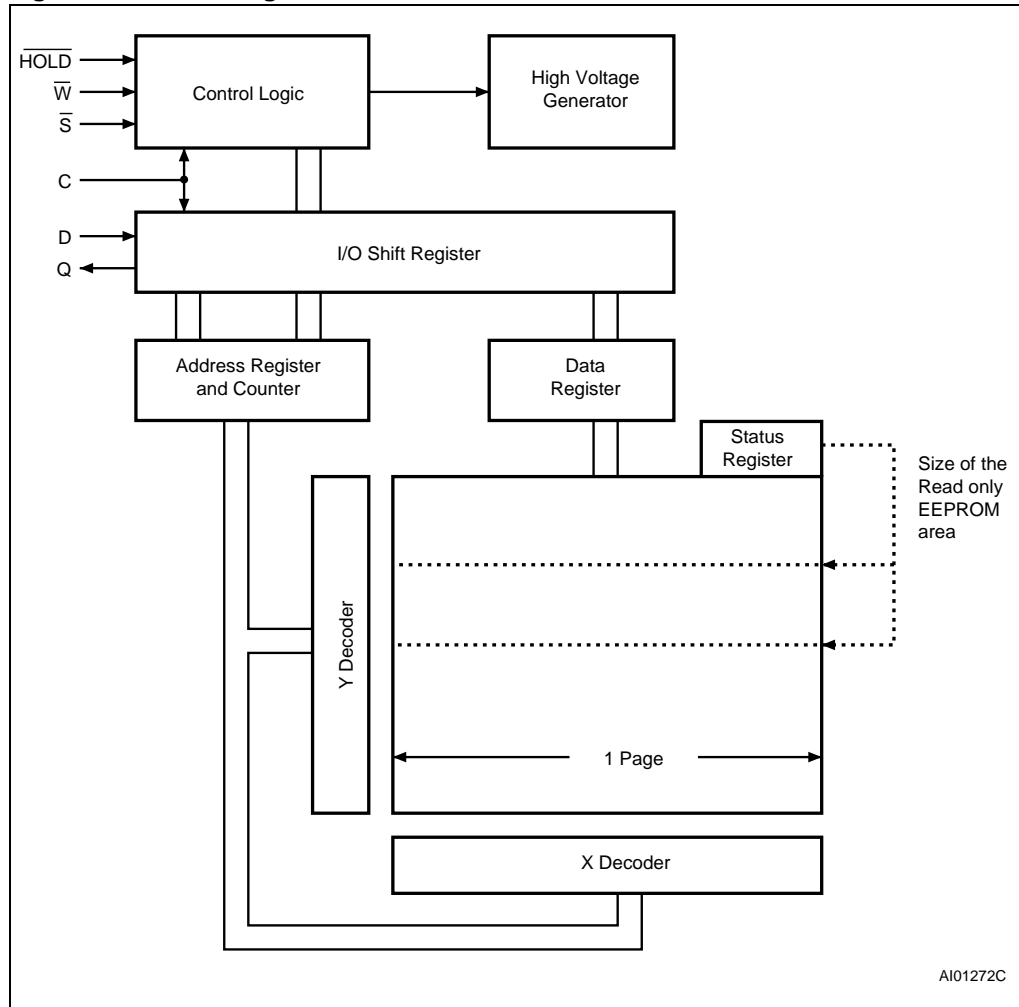 HOLD
W
S
C
D
Q
Control Logic
High Voltage
Generator
I/O Shift Register
Address Register
and Counter
Data
Register
Status
Register
Size of the
Read only
EEPROM
area
Y Decoder
1 Page
X Decoder
AI01272C